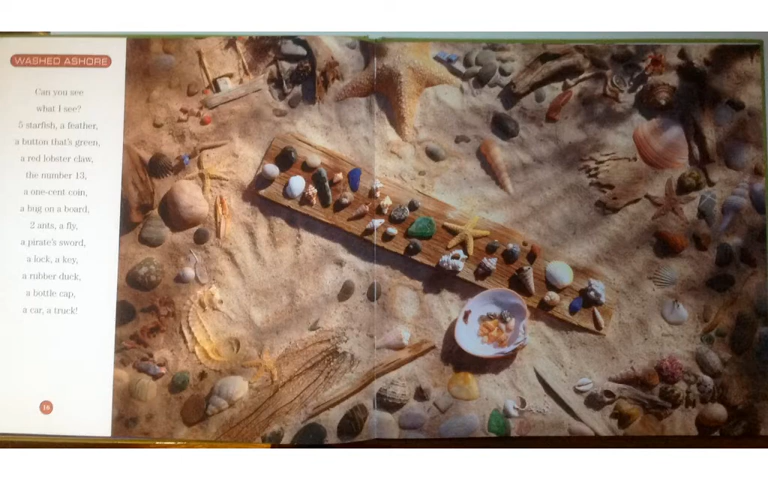 WASHED ASHORE
Can you see
what I see?
5 starfish, a feather,
a button that's green,
a red lobster claw,
the number 13,
a one-cent coin,
a bug on a board,
2 ants, a fly,
a pirate's sword,
a lock, a key,
a rubber duck,
a bottle cap,
a car, a truck!